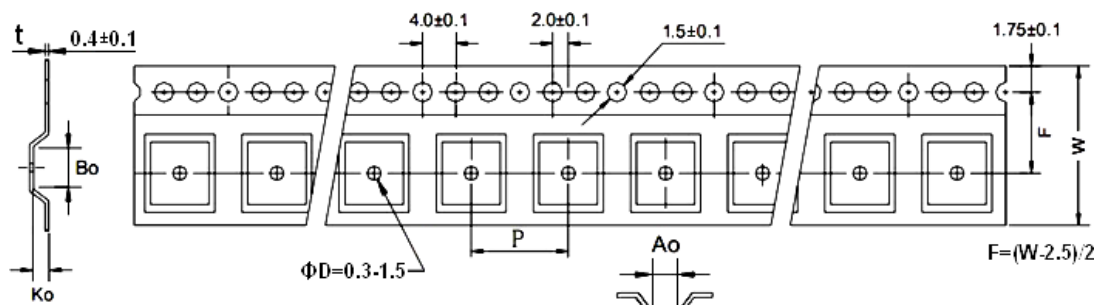 4.0±0.1
2.0±0.1
1.5±0.1
1.75±0.1
t
0.4±0.1
Bo
F
W
P
Ao
F=(W-2.5)/2
ΦD=0.3-1.5
Ko